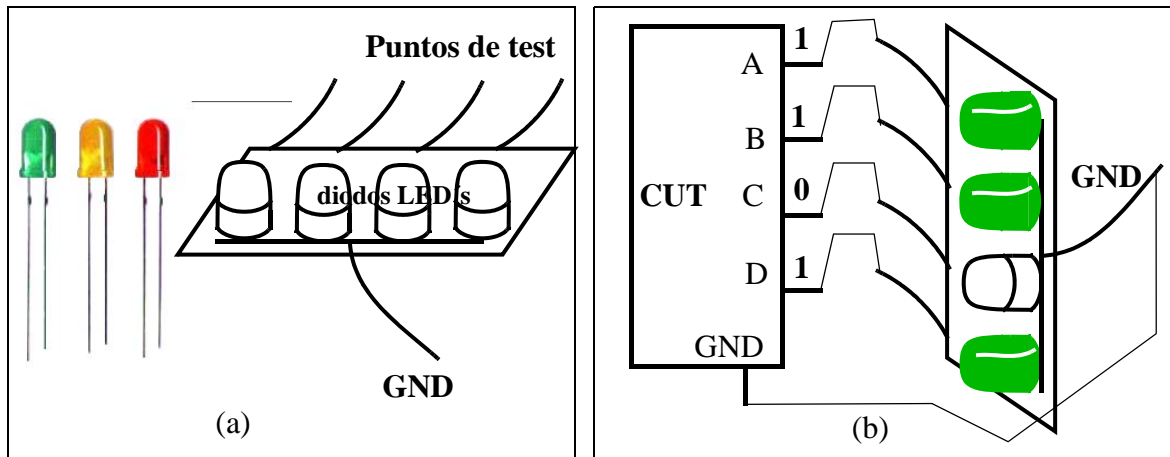 Puntos de test
diodos LED´s
GND
(a)
CUT
A
1
B
1
C
0
D
1
GND
GND
(b)